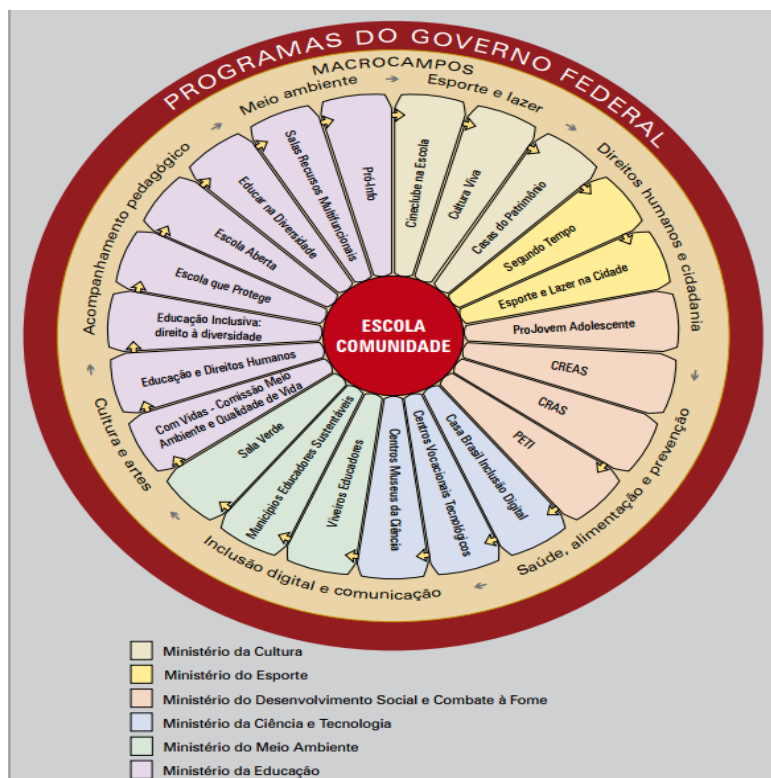 PROGRAMAS DO GOVERNO FEDERAL
MACROCAMPOS
Meio ambiente
Esporte e lazer
Direitos humanos e cidadania
Saúde, alimentação e prevenção
Inclusão digital e comunicação
Cultura e artes
Acompanhamento pedagógico
Pró-Info
Cineclube na Escola
Cultura Viva
Casas do Patrimônio
Segundo Tempo
Esporte e Lazer na Cidade
ProJovem Adolescente
CREAS
CRAS
PETI
Casa Brasil Inclusão Digital
Centros Vocacionais Tecnológicos
Centros Museus da Ciência
Viveiros Educadores
Municípios Educadores Sustentáveis
Sala Verde
Com Vidas - Comissão Meio
Ambiente e Qualidade de Vida
Educação e Direitos Humanos
Educação Inclusiva:
direito à diversidade
Escola que Protege
Escola Aberta
Educar na Diversidade
Salas Recursos Multifuncionais
ESCOLA
COMUNIDADE
Ministério da Cultura
Ministério do Esporte
Ministério do Desenvolvimento Social e Combate à Fome
Ministério da Ciência e Tecnologia
Ministério do Meio Ambiente
Ministério da Educação